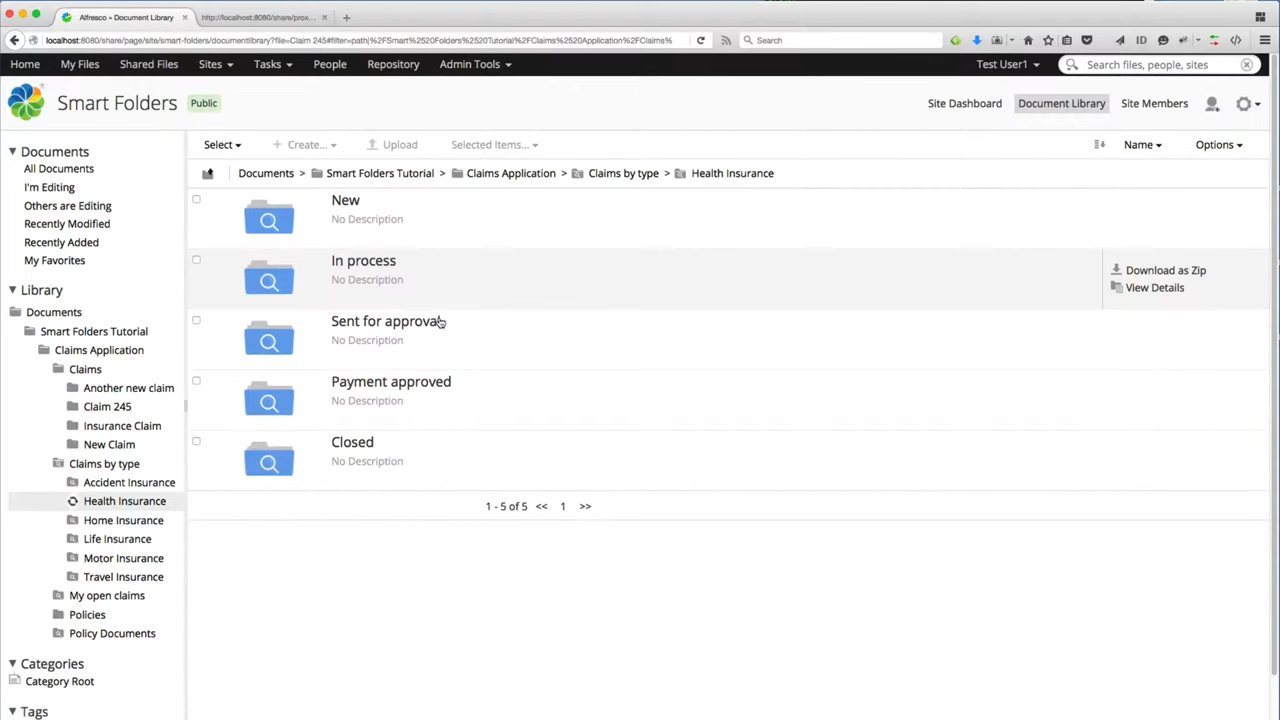 Alfresco » Document Library
http://localhost:8080/share/prox...
localhost:8080/share/page/site/smart-folders/documentlibrary?file=Claim 245#filter=path|%2FSmart%2520Folders%2520Tutorial%2FClaims%2520Application%2FClaims%
Search
ID
Home My Files Shared Files Sites Tasks People Repository Admin Tools Test User1 Search files, people, sites
Smart Folders Public Site Dashboard Document Library Site Members
Select + Create... Upload Selected Items... Name Options
Documents > Smart Folders Tutorial > Claims Application > Claims by type > Health Insurance
Documents
All Documents
I'm Editing
Others are Editing
Recently Modified
Recently Added
My Favorites
Library
Documents
Smart Folders Tutorial
Claims Application
Claims
Another new claim
Claim 245
Insurance Claim
New Claim
Claims by type
Accident Insurance
Health Insurance
Home Insurance
Life Insurance
Motor Insurance
Travel Insurance
My open claims
Policies
Policy Documents
Categories
Category Root
Tags
New
No Description
In process
No Description
Download as Zip
View Details
Sent for approval
No Description
Payment approved
No Description
Closed
No Description
1 - 5 of 5 << 1 >>